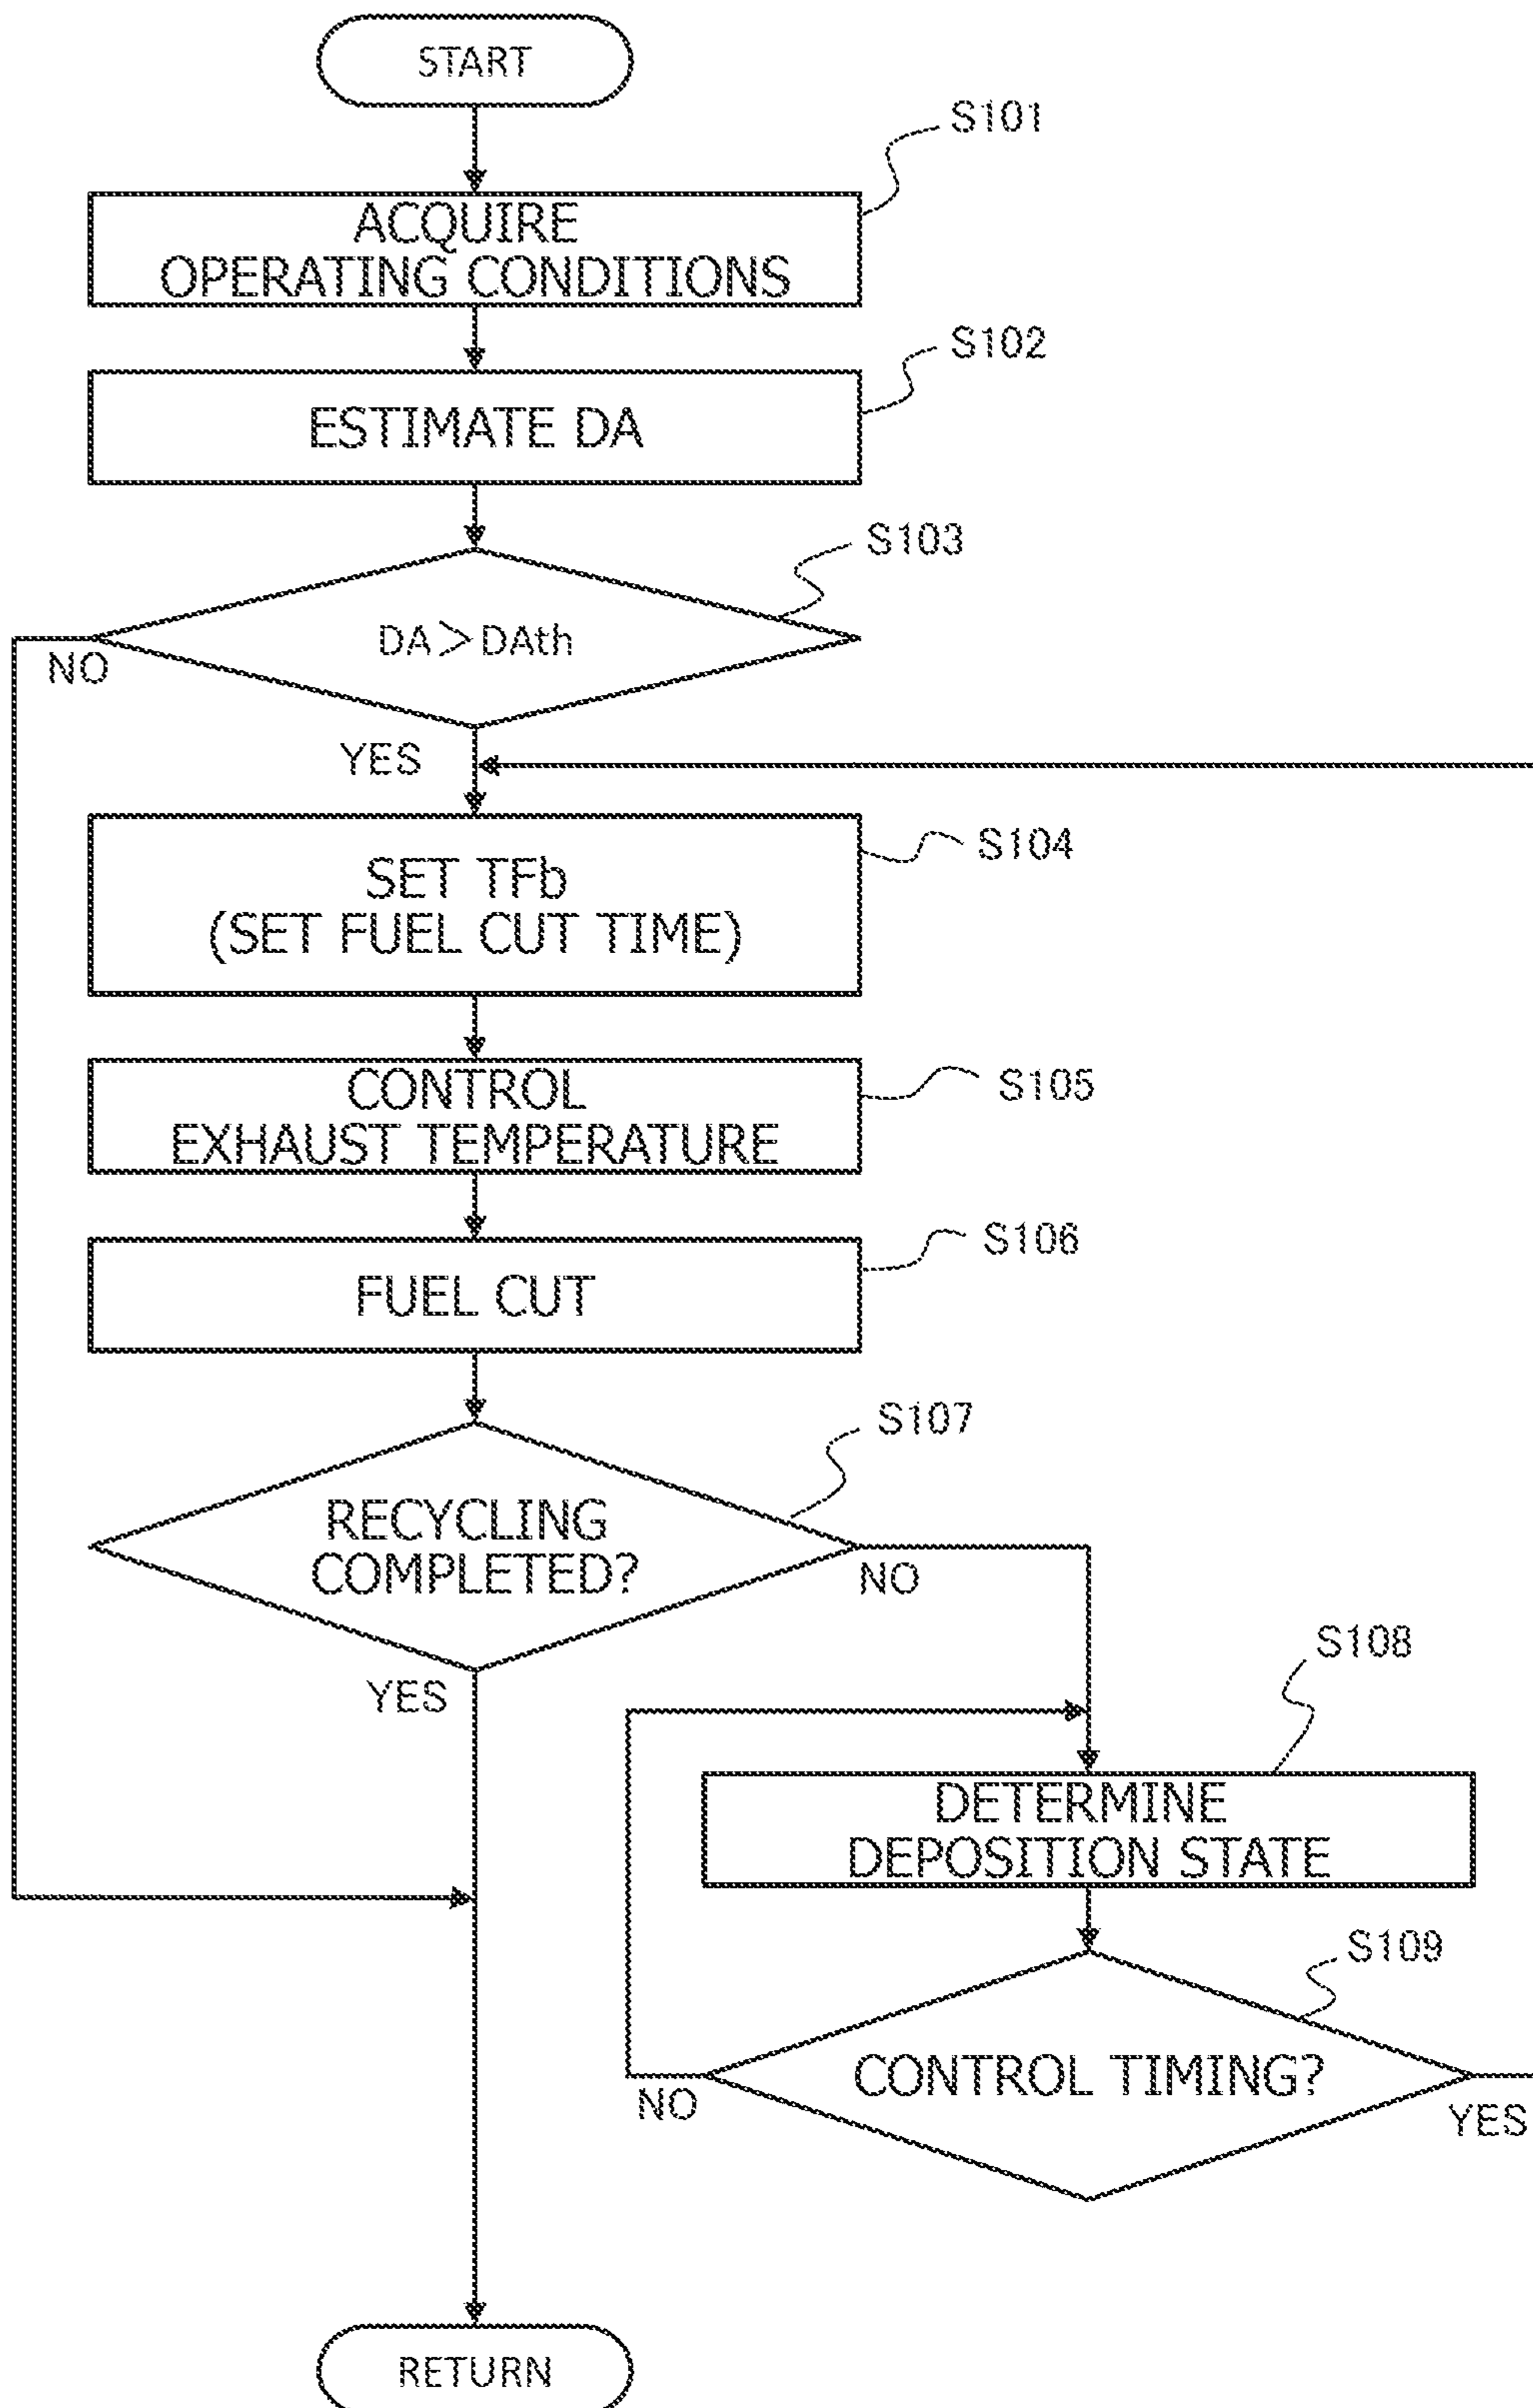 START
S101
ACQUIRE
OPERATING CONDITIONS
S102
ESTIMATE DA
S103
DA>DAth
NO
YES
S104
SET TFb
(SET FUEL CUT TIME)
S105
CONTROL
EXHAUST TEMPERATURE
S106
FUEL CUT
S107
RECYCLING
COMPLETED?
NO
YES
S108
DETERMINE
DEPOSITION STATE
S109
CONTROL TIMING?
NO
YES
RETURN